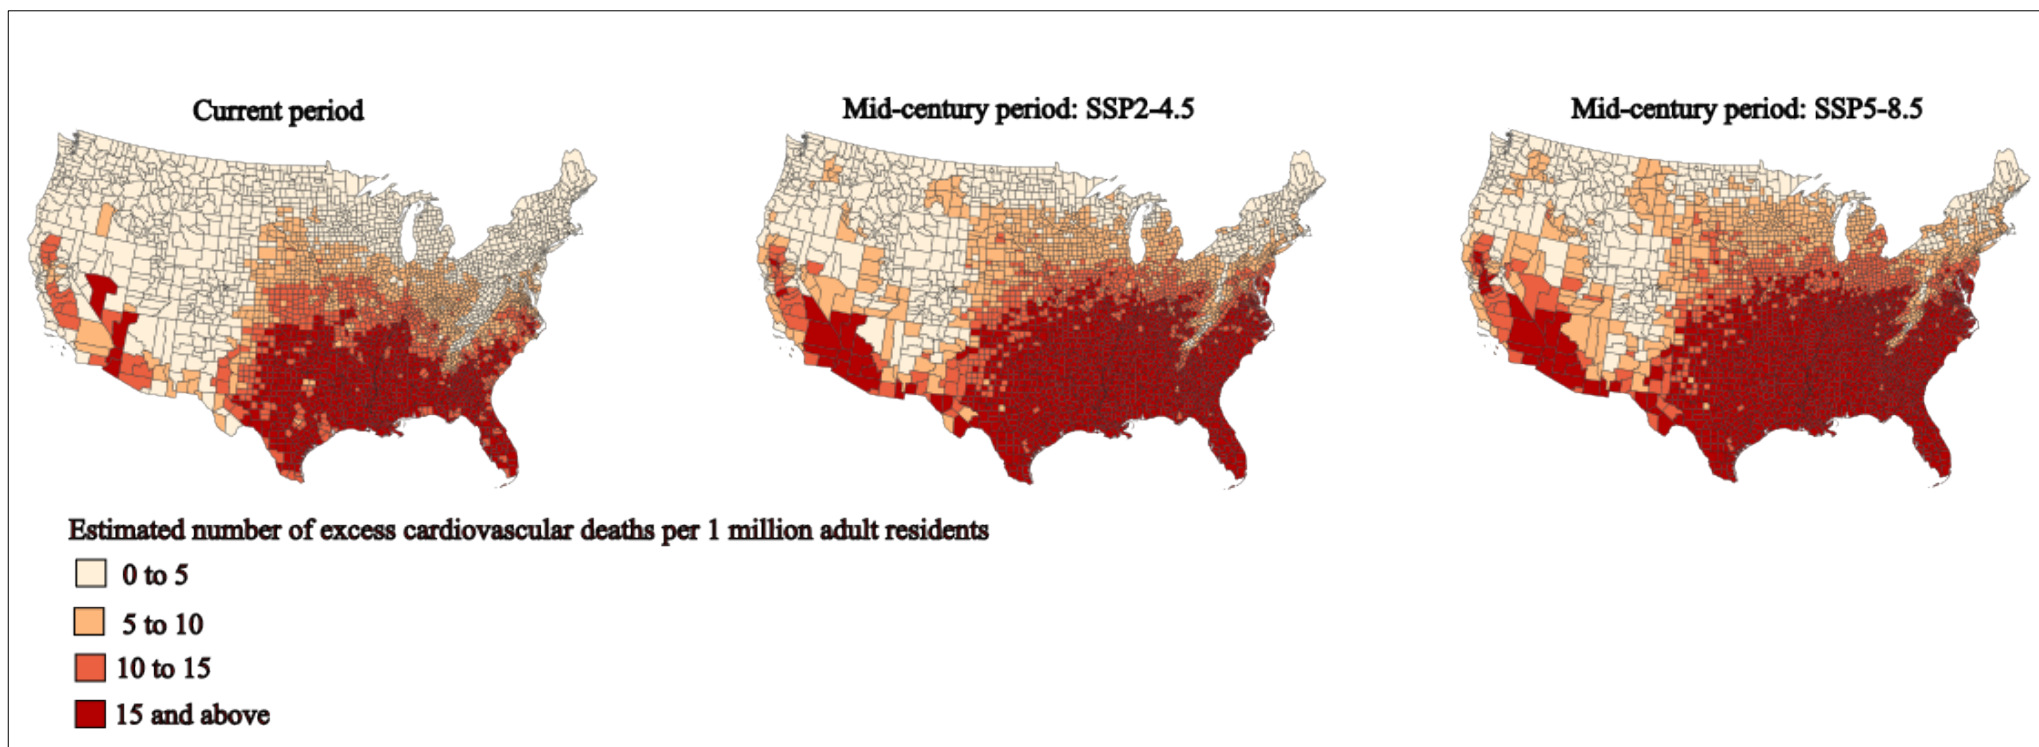 Current period
Mid-century period: SSP2-4.5
Mid-century period: SSP5-8.5
Estimated number of excess cardiovascular deaths per 1 million adult residents
0 to 5
5 to 10
10 to 15
15 and above